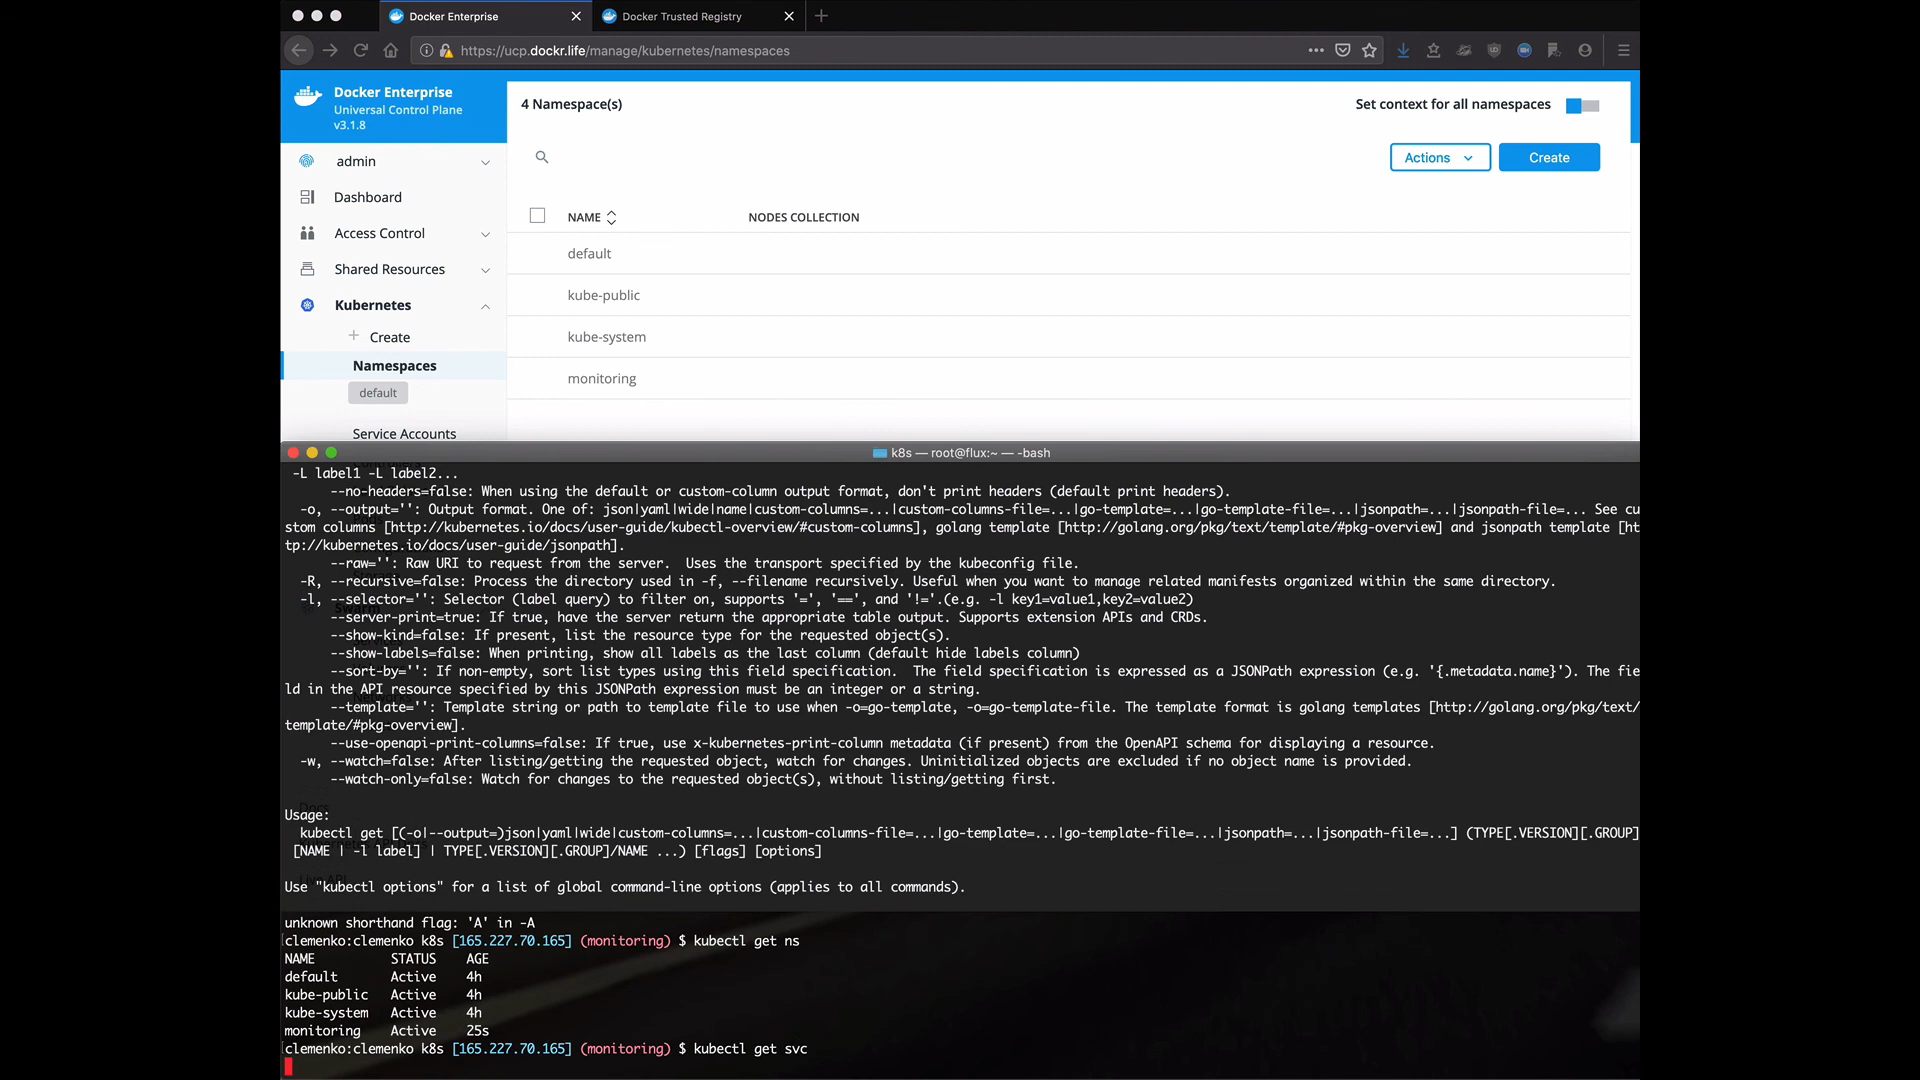 Docker Enterprise
Docker Trusted Registry
https://ucp.dockr.life/manage/kubernetes/namespaces
Docker Enterprise
Universal Control Plane
v3.1.8
admin
Dashboard
Access Control
Shared Resources
Kubernetes
Create
Namespaces
default
Service Accounts
4 Namespace(s)
Set context for all namespaces
Actions
Create
NAME
NODES COLLECTION
default
kube-public
kube-system
monitoring
k8s — root@flux:~ — -bash
-L label1 -L label2...
--no-headers=false: When using the default or custom-column output format, don't print headers (default print headers).
-o, --output='': Output format. One of: json|yaml|wide|name|custom-columns=...|custom-columns-file=...|go-template=...|go-template-file=...|jsonpath=...|jsonpath-file=... See cu
stom columns [http://kubernetes.io/docs/user-guide/kubectl-overview/#custom-columns], golang template [http://golang.org/pkg/text/template/#pkg-overview] and jsonpath template [ht
tp://kubernetes.io/docs/user-guide/jsonpath].
--raw='': Raw URI to request from the server.  Uses the transport specified by the kubeconfig file.
-R, --recursive=false: Process the directory used in -f, --filename recursively. Useful when you want to manage related manifests organized within the same directory.
-l, --selector='': Selector (label query) to filter on, supports '=', '==', and '!='.(e.g. -l key1=value1,key2=value2)
--server-print=true: If true, have the server return the appropriate table output. Supports extension APIs and CRDs.
--show-kind=false: If present, list the resource type for the requested object(s).
--show-labels=false: When printing, show all labels as the last column (default hide labels column)
--sort-by='': If non-empty, sort list types using this field specification.  The field specification is expressed as a JSONPath expression (e.g. '{.metadata.name}'). The fie
ld in the API resource specified by this JSONPath expression must be an integer or a string.
--template='': Template string or path to template file to use when -o=go-template, -o=go-template-file. The template format is golang templates [http://golang.org/pkg/text/
template/#pkg-overview].
--use-openapi-print-columns=false: If true, use x-kubernetes-print-column metadata (if present) from the OpenAPI schema for displaying a resource.
-w, --watch=false: After listing/getting the requested object, watch for changes. Uninitialized objects are excluded if no object name is provided.
--watch-only=false: Watch for changes to the requested object(s), without listing/getting first.
Usage:
kubectl get [(-o|--output=)json|yaml|wide|custom-columns=...|custom-columns-file=...|go-template=...|go-template-file=...|jsonpath=...|jsonpath-file=...] (TYPE[.VERSION][.GROUP]
[NAME | -l label] | TYPE[.VERSION][.GROUP]/NAME ...) [flags] [options]
Use "kubectl options" for a list of global command-line options (applies to all commands).
unknown shorthand flag: 'A' in -A
clemenko:clemenko k8s [165.227.70.165] (monitoring) $ kubectl get ns
NAME STATUS AGE
default Active 4h
kube-public Active 4h
kube-system Active 4h
monitoring Active 25s
clemenko:clemenko k8s [165.227.70.165] (monitoring) $ kubectl get svc